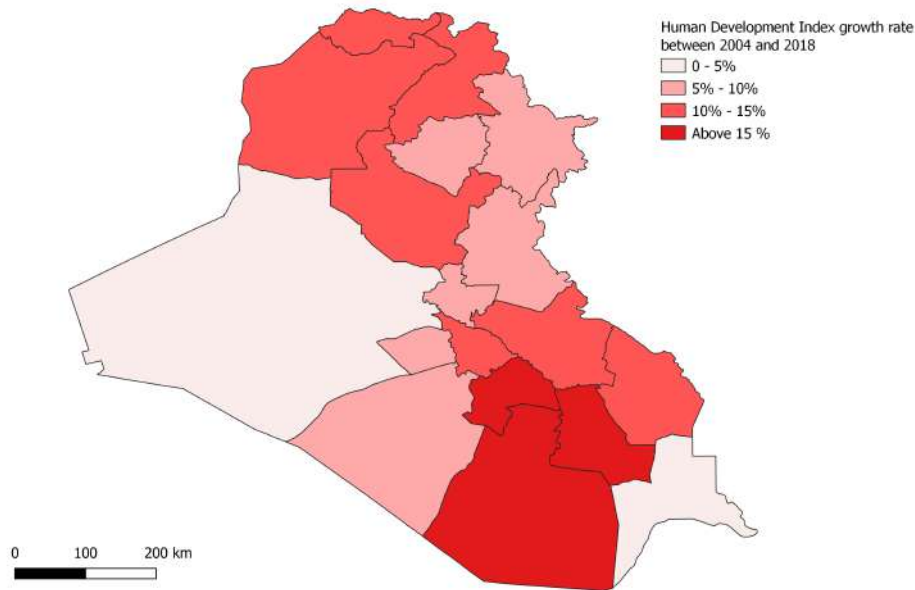 Human Development Index growth rate
between 2004 and 2018
0 - 5%
5% - 10%
10% - 15%
Above 15 %
0 100 200 km